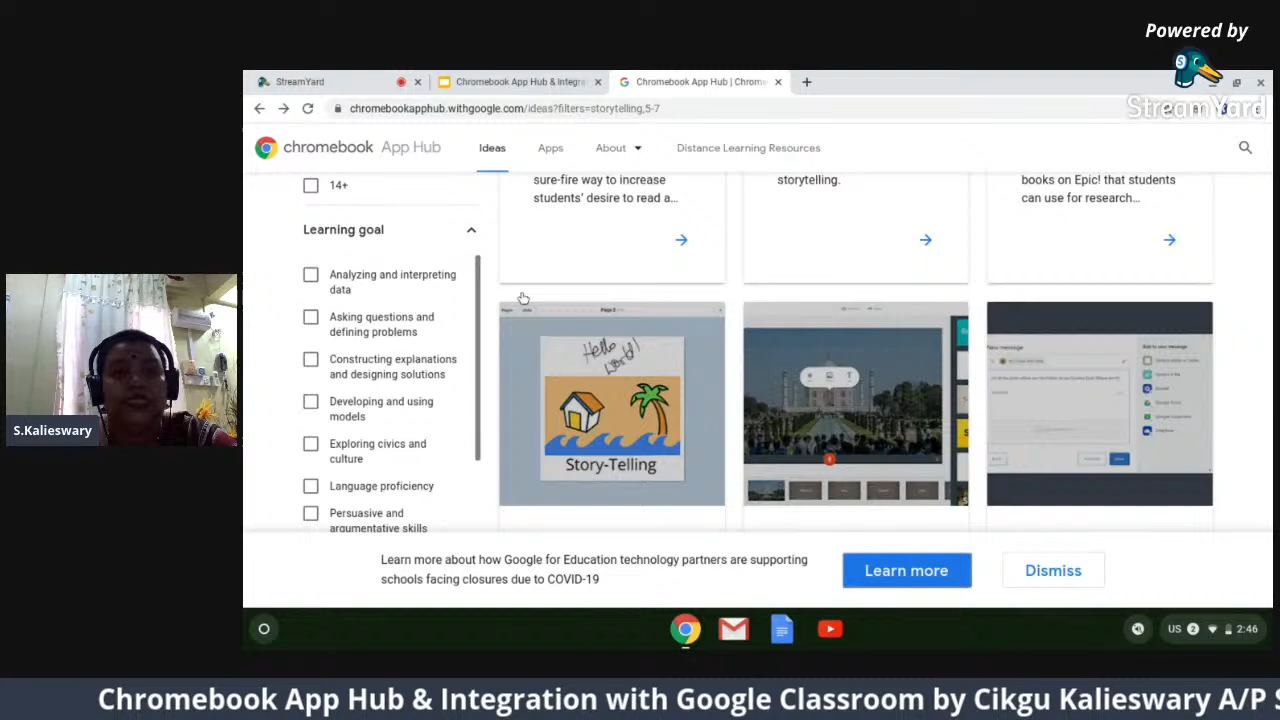 Powered by
StreamYard
StreamYard
Chromebook App Hub & Integra
Chromebook App Hub | Chrome
chromebookapphub.withgoogle.com/ideas?filters=storytelling,5-7
chromebook App Hub
Ideas
Apps
About
Distance Learning Resources
14+
Learning goal
Analyzing and interpreting
data
Asking questions and
defining problems
Constructing explanations
and designing solutions
Developing and using
models
Exploring civics and
culture
Language proficiency
Persuasive and
argumentative skills
sure-fire way to increase
students' desire to read a...
storytelling.
books on Epic! that students
can use for research...
Hello
World!
Story-Telling
Learn more about how Google for Education technology partners are supporting
schools facing closures due to COVID-19
Learn more
Dismiss
S.Kalieswary
US
2
2:46
Chromebook App Hub & Integration with Google Classroom by Cikgu Kalieswary A/P S